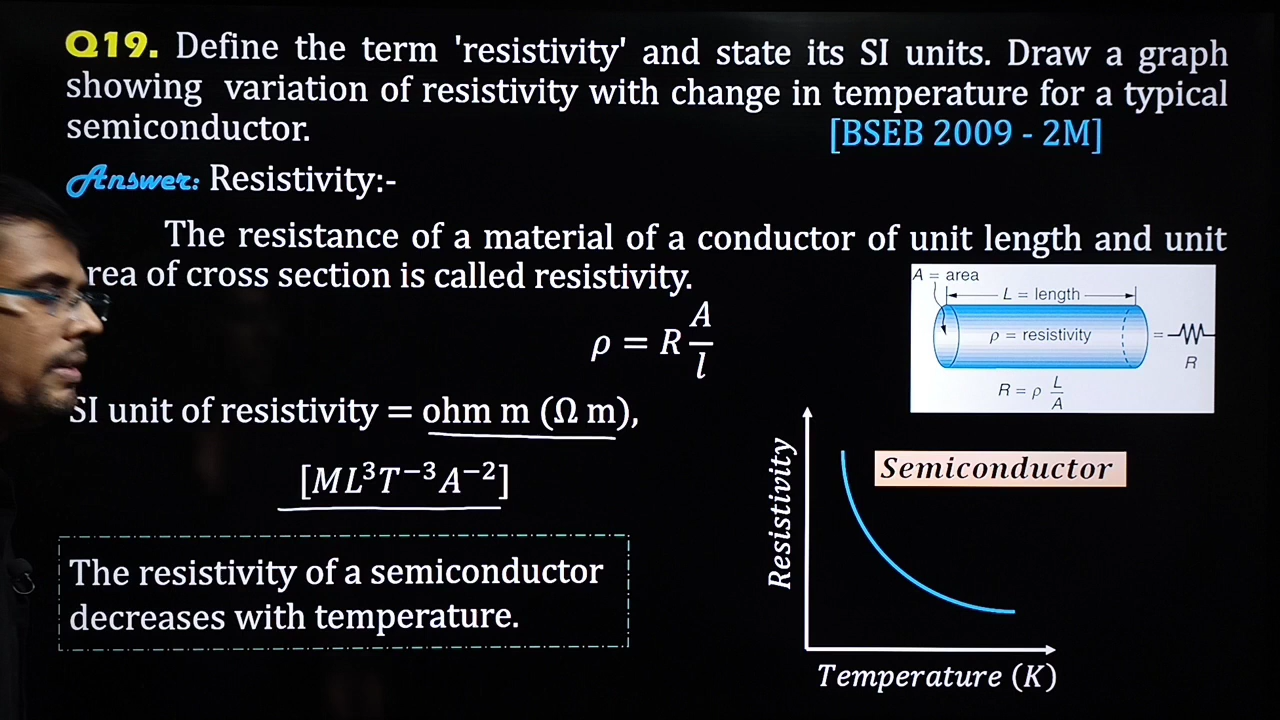 Q19. Define the term 'resistivity' and state its SI units. Draw a graph
showing variation of resistivity with change in temperature for a typical
semiconductor. [BSEB 2009 - 2M]
Answer: Resistivity:-
The resistance of a material of a conductor of unit length and unit
rea of cross section is called resistivity.
A = area
L = length
ρ = resistivity
= R
R = ρ L/A
ρ = R A/l
SI unit of resistivity = ohm m (Ω m),
[ML³T⁻³A⁻²]
The resistivity of a semiconductor
decreases with temperature.
Resistivity
Semiconductor
Temperature (K)